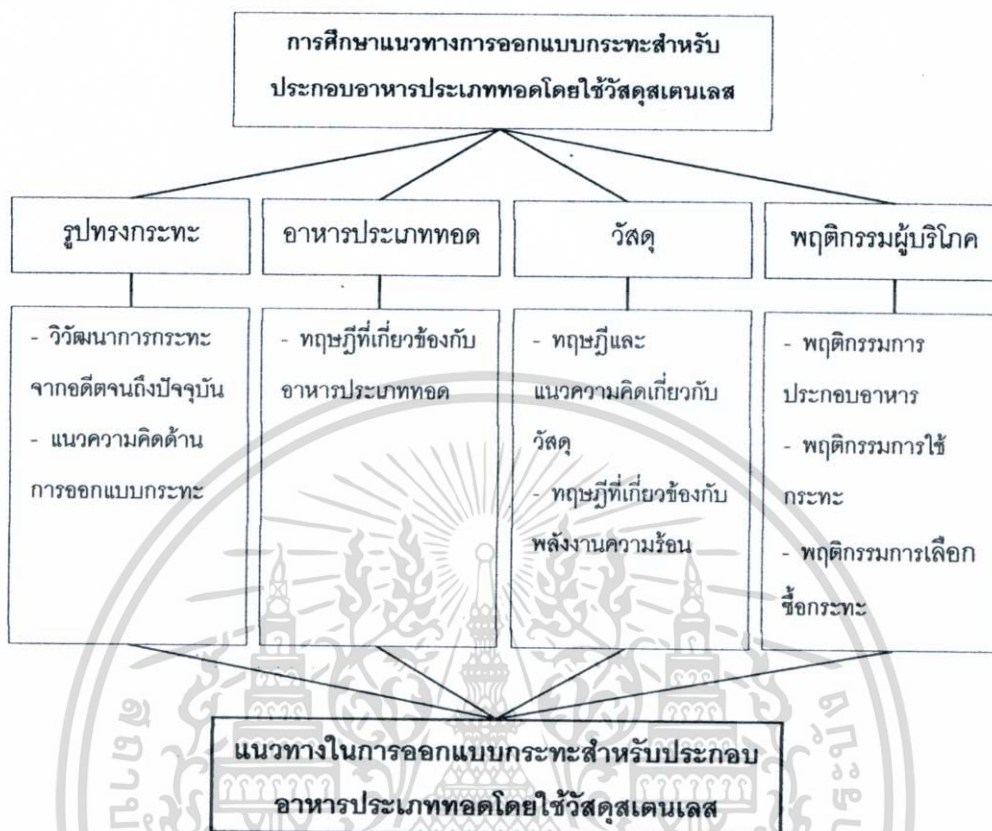 การศึกษาแนวทางการออกแบบกระทะสำหรับ
ประกอบอาหารประเภททอดโดยใช้วัสดุสเตนเลส
รูปทรงกระทะ
อาหารประเภททอด
วัสดุ
พฤติกรรมผู้บริโภค
- วิวัฒนาการกระทะ
จากอดีตจนถึงปัจจุบัน
- แนวความคิดด้าน
การออกแบบกระทะ
- ทฤษฎีที่เกี่ยวข้องกับ
อาหารประเภททอด
- ทฤษฎีและ
แนวความคิดเกี่ยวกับ
วัสดุ
- ทฤษฎีที่เกี่ยวข้องกับ
พลังงานความร้อน
- พฤติกรรมการ
ประกอบอาหาร
- พฤติกรรมการใช้
กระทะ
- พฤติกรรมการเลือก
ซื้อกระทะ
แนวทางในการออกแบบกระทะสำหรับประกอบ
อาหารประเภททอดโดยใช้วัสดุสเตนเลส